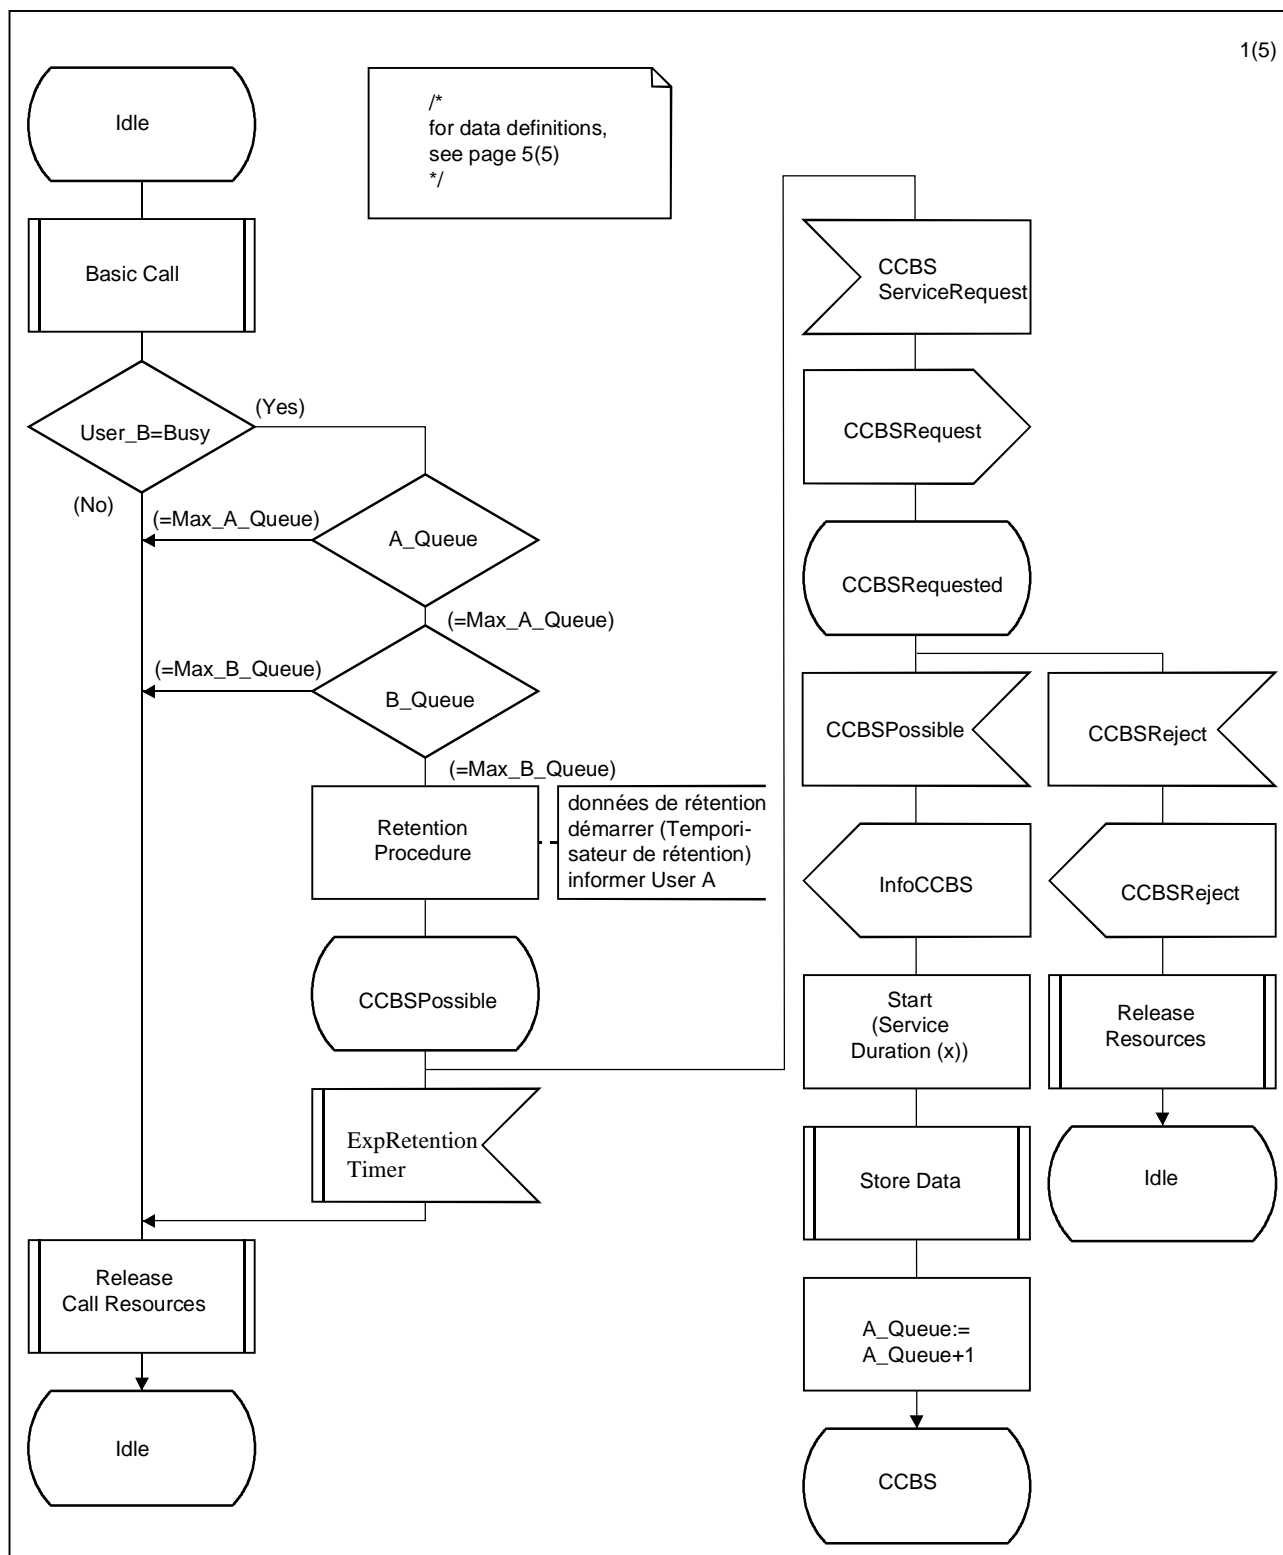 1(5)
Idle
/*
for data definitions,
see page 5(5)
*/
Basic Call
User_B=Busy
(Yes)
(No)
(=Max_A_Queue)
A_Queue
(=Max_A_Queue)
(=Max_B_Queue)
B_Queue
(=Max_B_Queue)
Retention
Procedure
données de rétention
démarrer (Tempori-
sateur de rétention)
informer User A
CCBSPossible
ExpRetention
Timer
Release
Call Resources
Idle
CCBS
ServiceRequest
CCBSRequest
CCBSRequested
CCBSPossible
InfoCCBS
Start
(Service
Duration (x))
Store Data
A_Queue:=
A_Queue+1
CCBS
CCBSReject
CCBSReject
Release
Resources
Idle